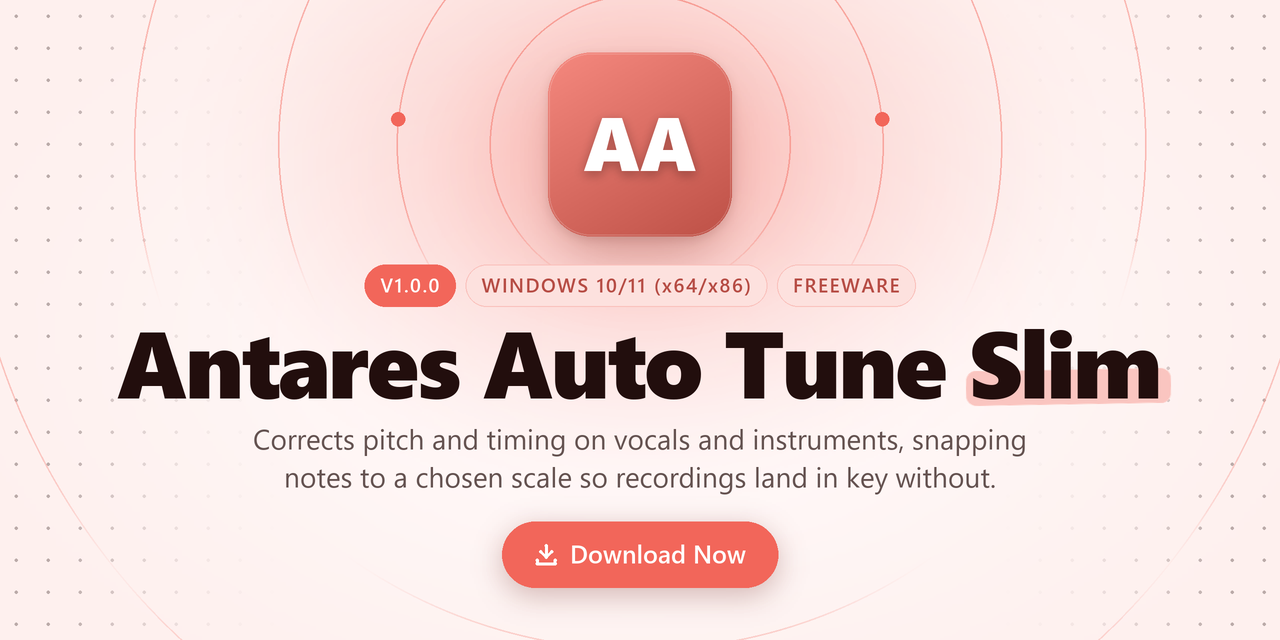 AA
V1.0.0
WINDOWS 10/11 (x64/x86)
FREEWARE
Antares Auto Tune Slim
Corrects pitch and timing on vocals and instruments, snapping
notes to a chosen scale so recordings land in key without.
Download Now